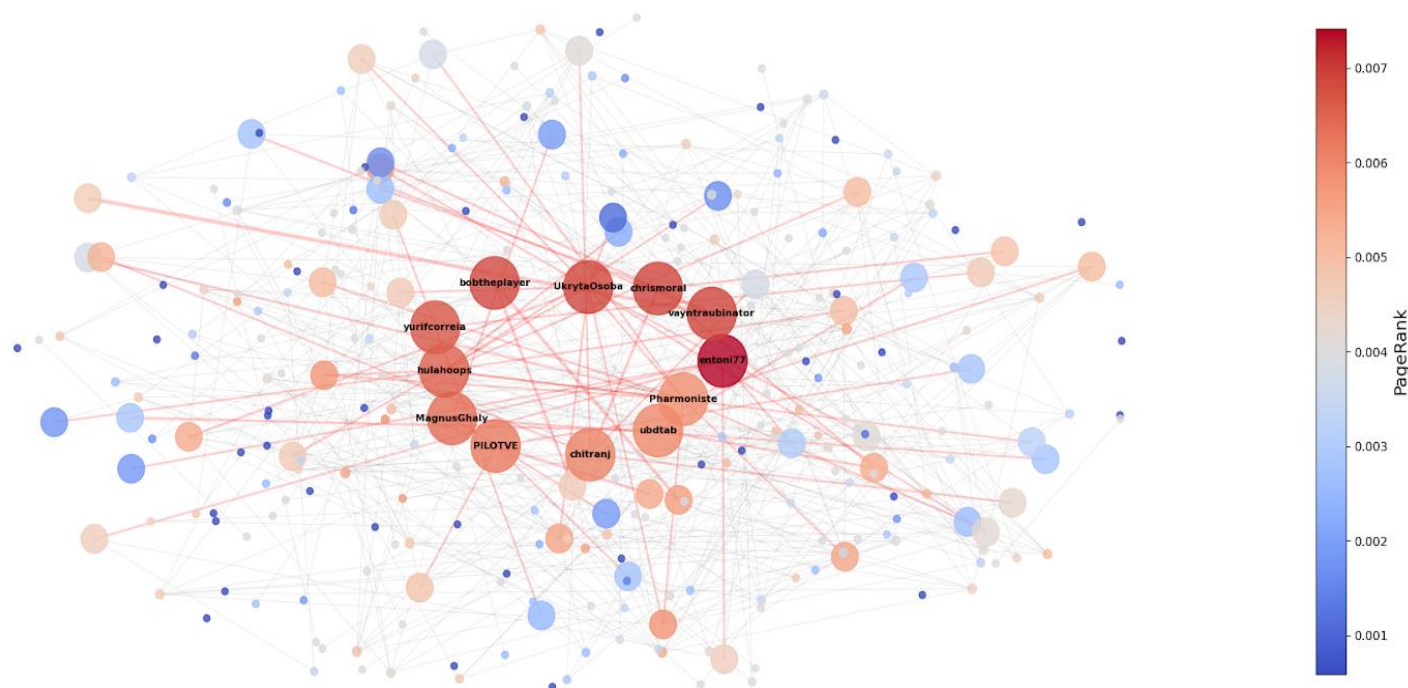 0.007
0.006
bobtheplayer
UkrytaOsoba
chrismoral
vayntraubinator
yurifcorreia
entoni77
hulahoops
Pharmoniste
MagnusGhaly
ubdtab
PILOTVE
chitranj
0.005
0.004
0.003
0.002
0.001
PageRank